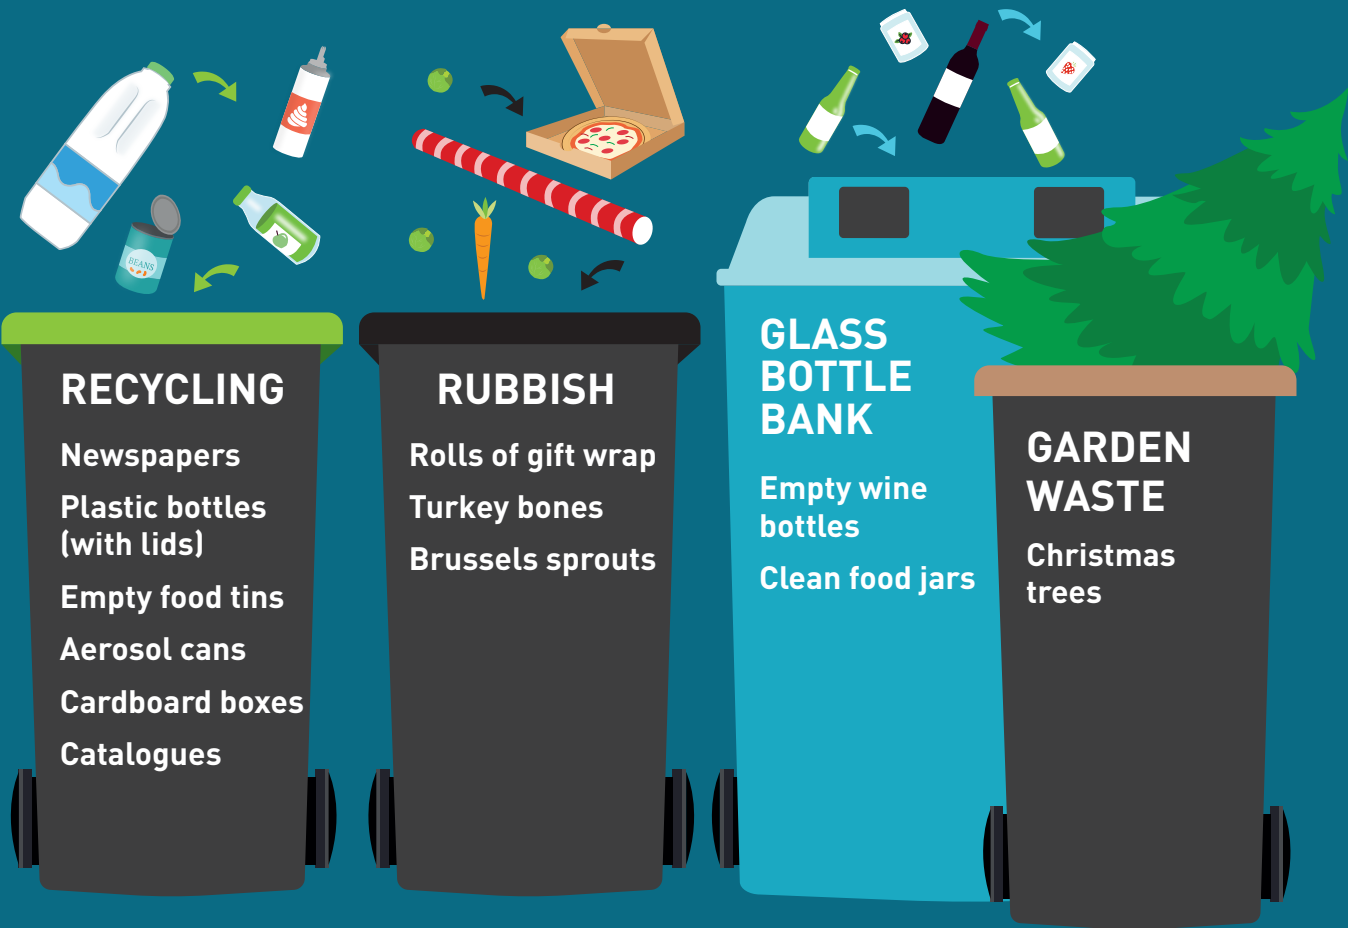 BEANS
RECYCLING
Newspapers
Plastic bottles
(with lids)
Empty food tins
Aerosol cans
Cardboard boxes
Catalogues
RUBBISH
Rolls of gift wrap
Turkey bones
Brussels sprouts
GLASS
BOTTLE
BANK
Empty wine
bottles
Clean food jars
GARDEN
WASTE
Christmas
trees